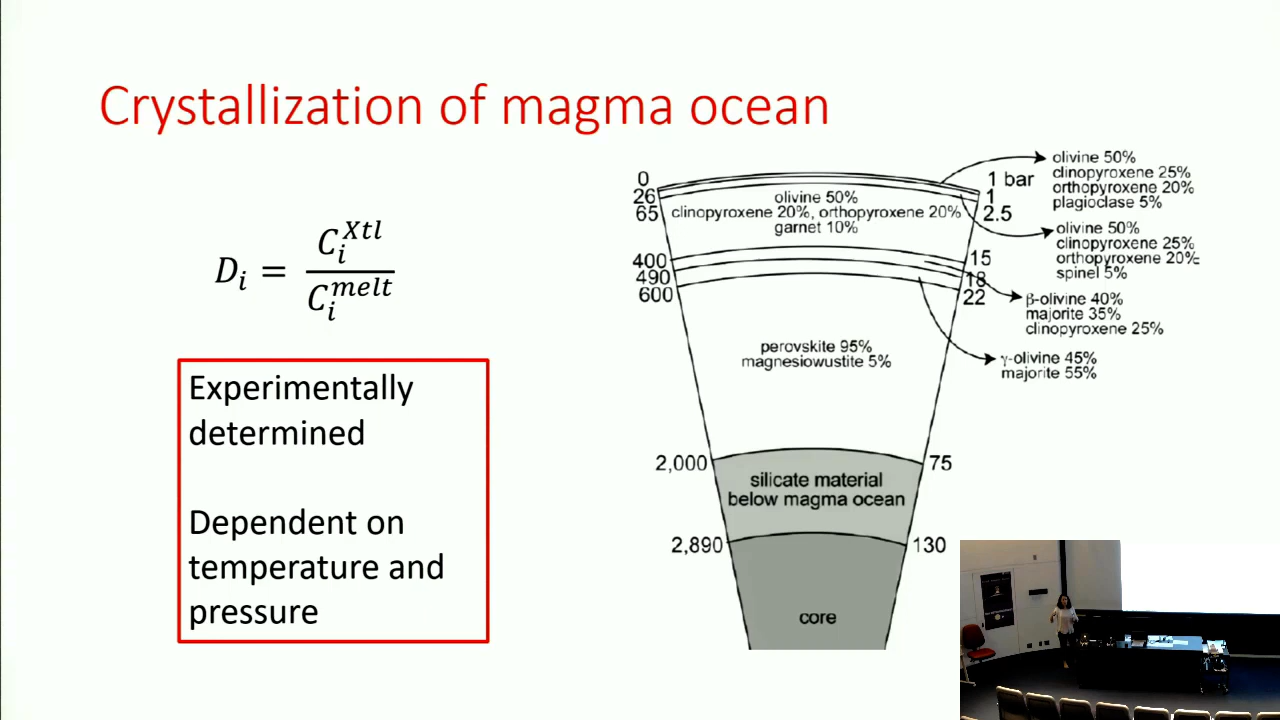 Crystallization of magma ocean
D_i = C_i^Xtl / C_i^melt
Experimentally
determined
Dependent on
temperature and
pressure
0
26
65
400
490
600
2,000
2,890
olivine 50%
clinopyroxene 20%, orthopyroxene 20%
garnet 10%
perovskite 95%
magnesiowustite 5%
silicate material
below magma ocean
core
1 bar
1
2.5
15
18
22
75
130
olivine 50%
clinopyroxene 25%
orthopyroxene 20%
plagioclase 5%
olivine 50%
clinopyroxene 25%
orthopyroxene 20%
spinel 5%
β-olivine 40%
majorite 35%
clinopyroxene 25%
γ-olivine 45%
majorite 55%